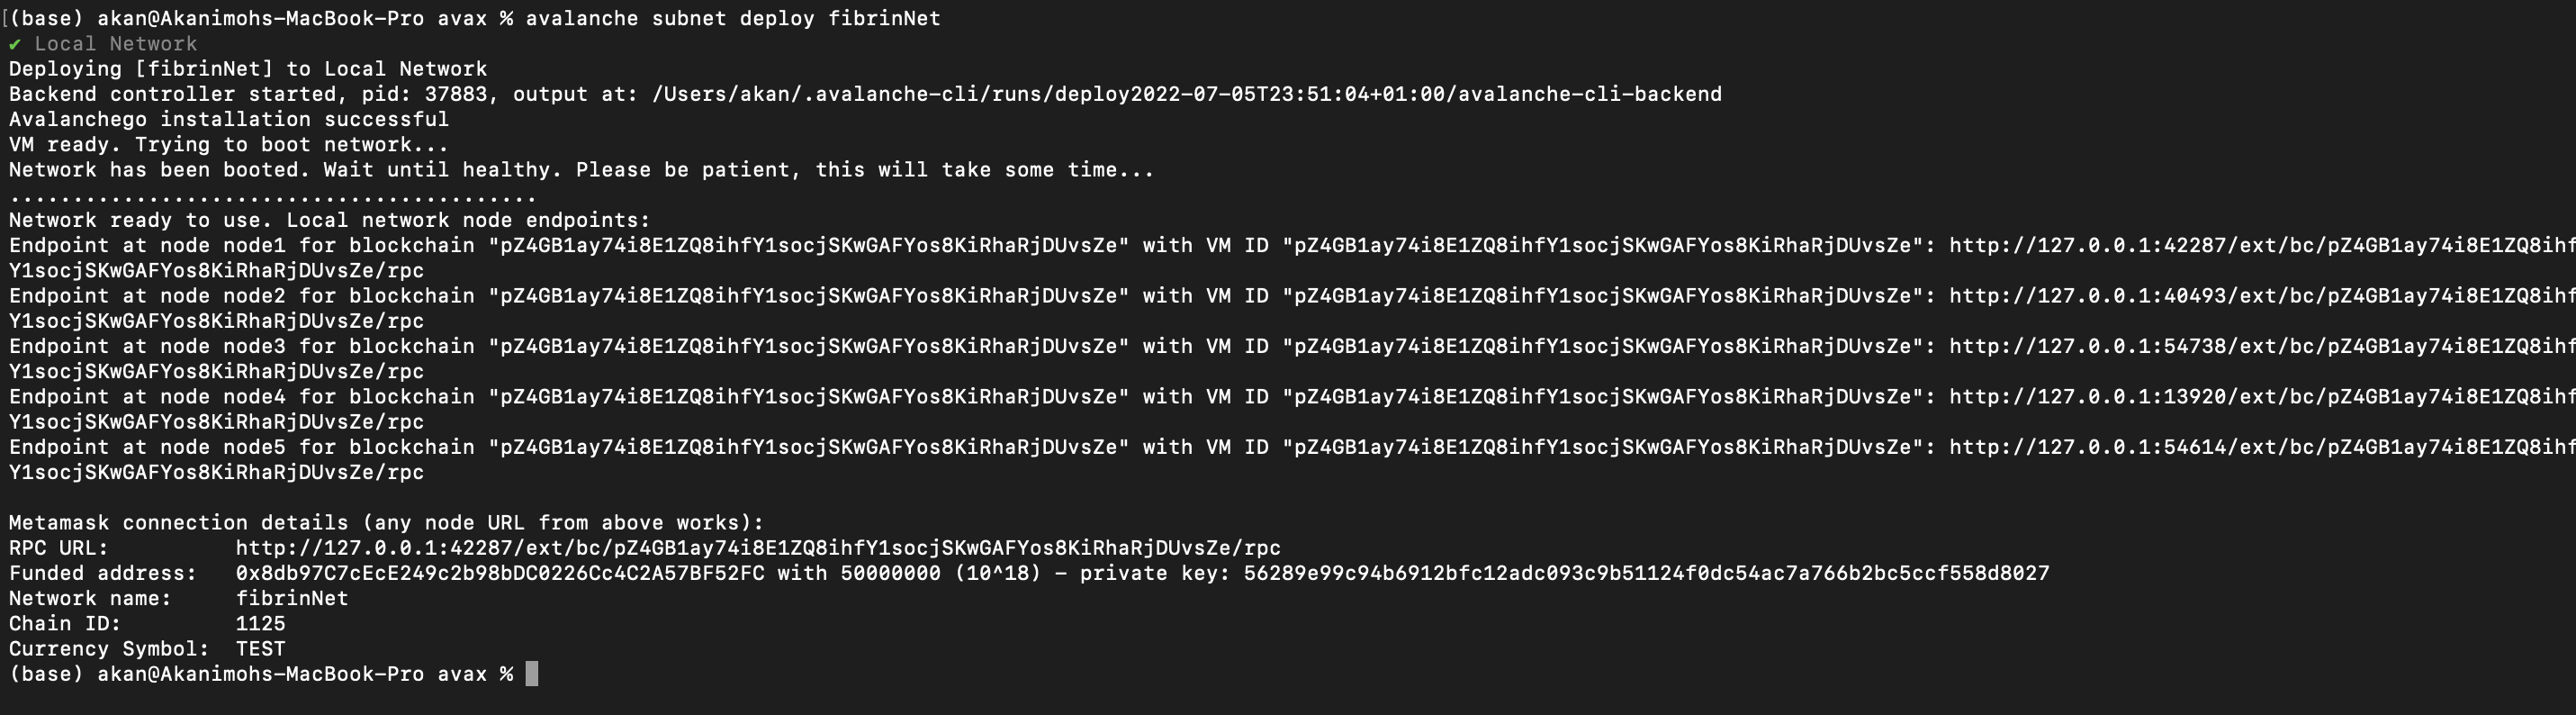 [(base) akan@Akanimohs-MacBook-Pro avax % avalanche subnet deploy fibrinNet
✔ Local Network
Deploying [fibrinNet] to Local Network
Backend controller started, pid: 37883, output at: /Users/akan/.avalanche-cli/runs/deploy2022-07-05T23:51:04+01:00/avalanche-cli-backend
Avalanchego installation successful
VM ready. Trying to boot network...
Network has been booted. Wait until healthy. Please be patient, this will take some time...
..........................................
Network ready to use. Local network node endpoints:
Endpoint at node node1 for blockchain "pZ4GB1ay74i8E1ZQ8ihfY1socjSKwGAFYos8KiRhaRjDUvsZe" with VM ID "pZ4GB1ay74i8E1ZQ8ihfY1socjSKwGAFYos8KiRhaRjDUvsZe": http://127.0.0.1:42287/ext/bc/pZ4GB1ay74i8E1ZQ8ihf
Y1socjSKwGAFYos8KiRhaRjDUvsZe/rpc
Endpoint at node node2 for blockchain "pZ4GB1ay74i8E1ZQ8ihfY1socjSKwGAFYos8KiRhaRjDUvsZe" with VM ID "pZ4GB1ay74i8E1ZQ8ihfY1socjSKwGAFYos8KiRhaRjDUvsZe": http://127.0.0.1:40493/ext/bc/pZ4GB1ay74i8E1ZQ8ihf
Y1socjSKwGAFYos8KiRhaRjDUvsZe/rpc
Endpoint at node node3 for blockchain "pZ4GB1ay74i8E1ZQ8ihfY1socjSKwGAFYos8KiRhaRjDUvsZe" with VM ID "pZ4GB1ay74i8E1ZQ8ihfY1socjSKwGAFYos8KiRhaRjDUvsZe": http://127.0.0.1:54738/ext/bc/pZ4GB1ay74i8E1ZQ8ihf
Y1socjSKwGAFYos8KiRhaRjDUvsZe/rpc
Endpoint at node node4 for blockchain "pZ4GB1ay74i8E1ZQ8ihfY1socjSKwGAFYos8KiRhaRjDUvsZe" with VM ID "pZ4GB1ay74i8E1ZQ8ihfY1socjSKwGAFYos8KiRhaRjDUvsZe": http://127.0.0.1:13920/ext/bc/pZ4GB1ay74i8E1ZQ8ihf
Y1socjSKwGAFYos8KiRhaRjDUvsZe/rpc
Endpoint at node node5 for blockchain "pZ4GB1ay74i8E1ZQ8ihfY1socjSKwGAFYos8KiRhaRjDUvsZe" with VM ID "pZ4GB1ay74i8E1ZQ8ihfY1socjSKwGAFYos8KiRhaRjDUvsZe": http://127.0.0.1:54614/ext/bc/pZ4GB1ay74i8E1ZQ8ihf
Y1socjSKwGAFYos8KiRhaRjDUvsZe/rpc

Metamask connection details (any node URL from above works):
RPC URL:          http://127.0.0.1:42287/ext/bc/pZ4GB1ay74i8E1ZQ8ihfY1socjSKwGAFYos8KiRhaRjDUvsZe/rpc
Funded address:   0x8db97C7cEcE249c2b98bDC0226Cc4C2A57BF52FC with 50000000 (10^18) - private key: 56289e99c94b6912bfc12adc093c9b51124f0dc54ac7a766b2bc5ccf558d8027
Network name:     fibrinNet
Chain ID:         1125
Currency Symbol:  TEST
(base) akan@Akanimohs-MacBook-Pro avax %